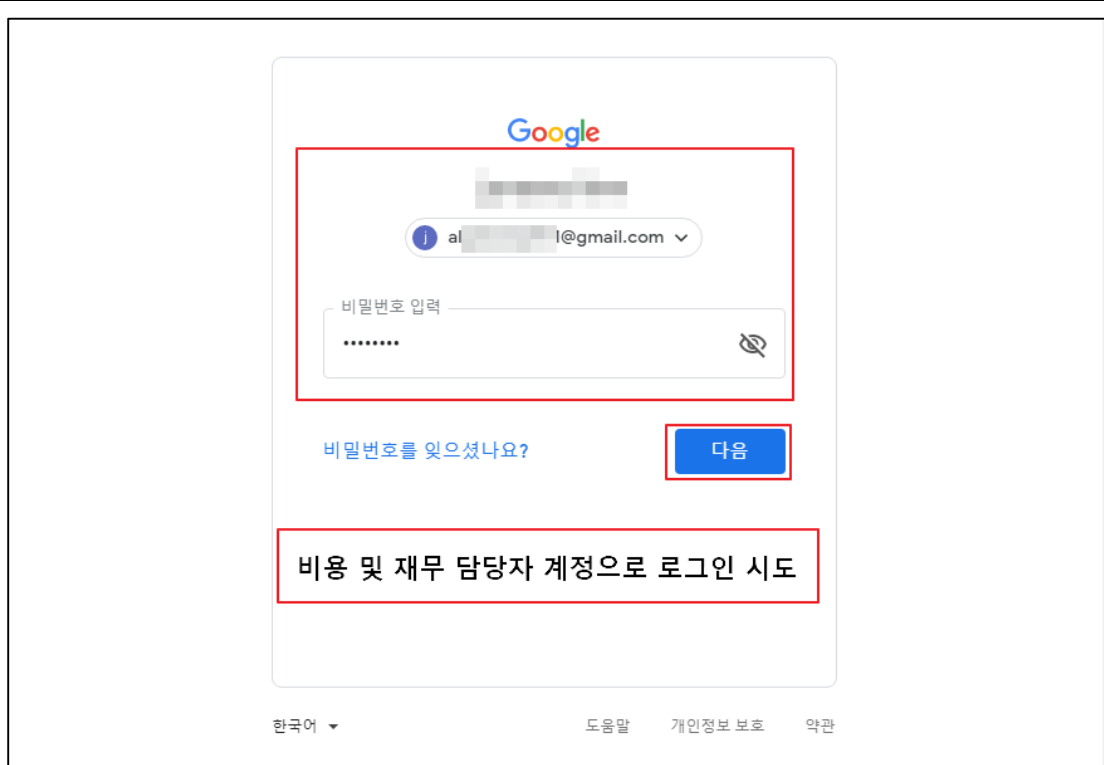 Google
j al l@gmail.com
비밀번호 입력
••••••••
비밀번호를 잊으셨나요?
다음
비용 및 재무 담당자 계정으로 로그인 시도
한국어
도움말 개인정보 보호 약관